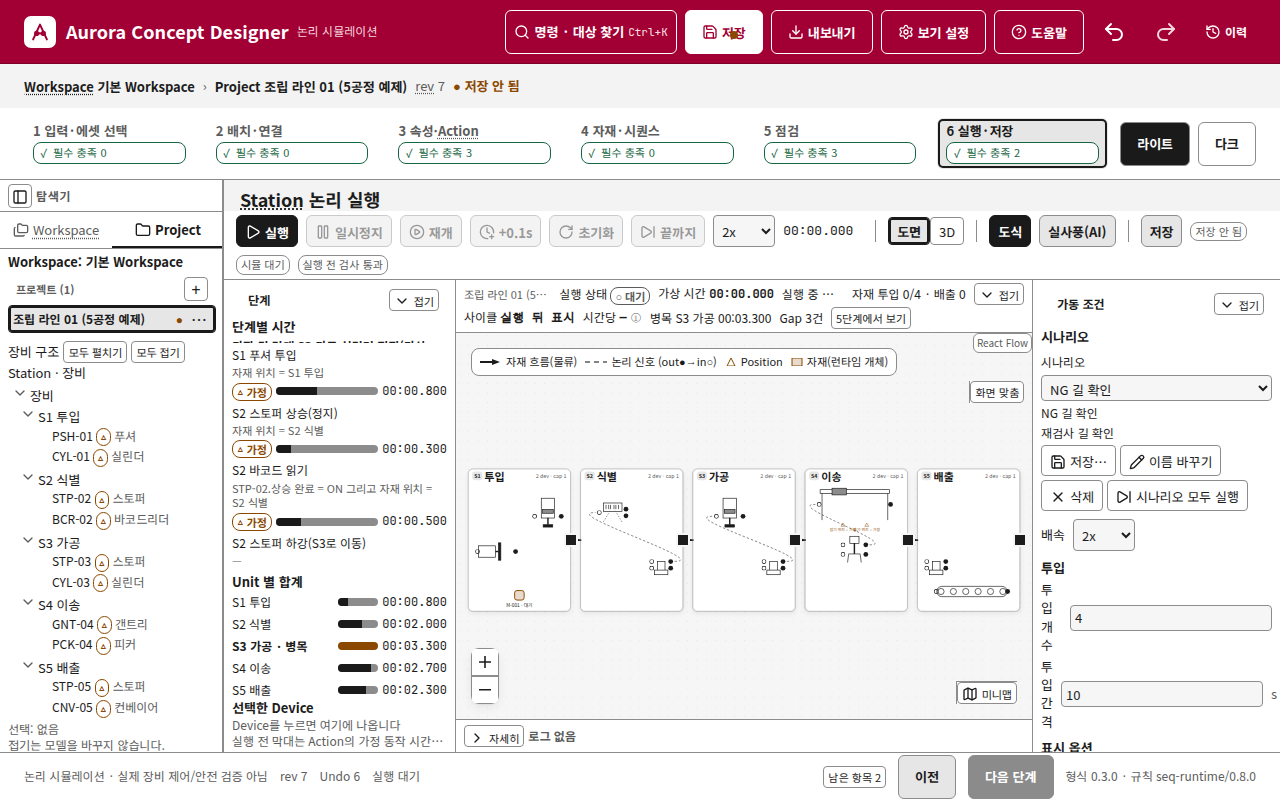 Aurora Concept Designer 논리 시뮬레이션
명령 · 대상 찾기 Ctrl+K
내보내기
보기 설정
도움말
이력
Workspace 기본 Workspace › Project 조립 라인 01 (5공정 예제) rev 7 ● 저장 안 됨
1 입력·에셋 선택
✓ 필수 충족 0
2 배치·연결
✓ 필수 충족 0
3 속성·Action
✓ 필수 충족 3
4 자재·시퀀스
✓ 필수 충족 0
5 점검
✓ 필수 충족 3
6 실행·저장
✓ 필수 충족 2
라이트
다크
탐색기
Workspace
Project
Workspace: 기본 Workspace
프로젝트 (1)
+
조립 라인 01 (5공정 예제) ● ···
장비 구조 모두 펼치기 모두 접기
Station · 장비
장비
S1 투입
PSH-01 푸셔
CYL-01 실린더
S2 식별
STP-02 스토퍼
BCR-02 바코드리더
S3 가공
STP-03 스토퍼
CYL-03 실린더
S4 이송
GNT-04 갠트리
PCK-04 피커
S5 배출
STP-05 스토퍼
CNV-05 컨베이어
선택: 없음
접기는 모델을 바꾸지 않습니다.
Station 논리 실행
실행
일시정지
재개
+0.1s
초기화
끝까지
2x
00:00.000
도면
3D
도식
실사풍(AI)
저장
저장 안 됨
시뮬 대기
실행 전 검사 통과
단계
접기
단계별 시간
S1 푸셔 투입
자재 위치 = S1 투입
가정 00:00.800
S2 스토퍼 상승(정지)
자재 위치 = S2 식별
가정 00:00.300
S2 바코드 읽기
STP-02.상승 완료 = ON 그리고 자재 위치 =
S2 식별
가정 00:00.500
S2 스토퍼 하강(S3로 이동)
—
Unit 별 합계
S1 투입 00:00.800
S2 식별 00:02.000
S3 가공 · 병목 00:03.300
S4 이송 00:02.700
S5 배출 00:02.300
선택한 Device
Device를 누르면 여기에 나옵니다
실행 전 막대는 Action의 가정 동작 시간···
조립 라인 01 (5··· 실행 상태 ○ 대기 가상 시간 00:00.000 실행 중 ··· 자재 투입 0/4 · 배출 0
접기
사이클 실행 뒤 표시 시간당 – ⓘ 병목 S3 가공 00:03.300 Gap 3건 5단계에서 보기
React Flow
자재 흐름(물류) 논리 신호 (out●→in○) Position 자재(런타임 개체)
화면 맞춤
S1 투입 2 dev · cap 1
S2 식별 2 dev · cap 1
S3 가공 2 dev · cap 1
S4 이송 2 dev · cap 1
S5 배출 2 dev · cap 1
M-001 · 대기
+
−
미니맵
자세히 로그 없음
가동 조건
접기
시나리오
시나리오
NG 길 확인
NG 길 확인
재검사 길 확인
저장···
이름 바꾸기
삭제
시나리오 모두 실행
배속 2x
투입
투입 개수 4
투입 간격 10 s
표시 옵션
논리 시뮬레이션 · 실제 장비 제어/안전 검증 아님 rev 7 Undo 6 실행 대기
남은 항목 2
이전
다음 단계
형식 0.3.0 · 규칙 seq-runtime/0.8.0